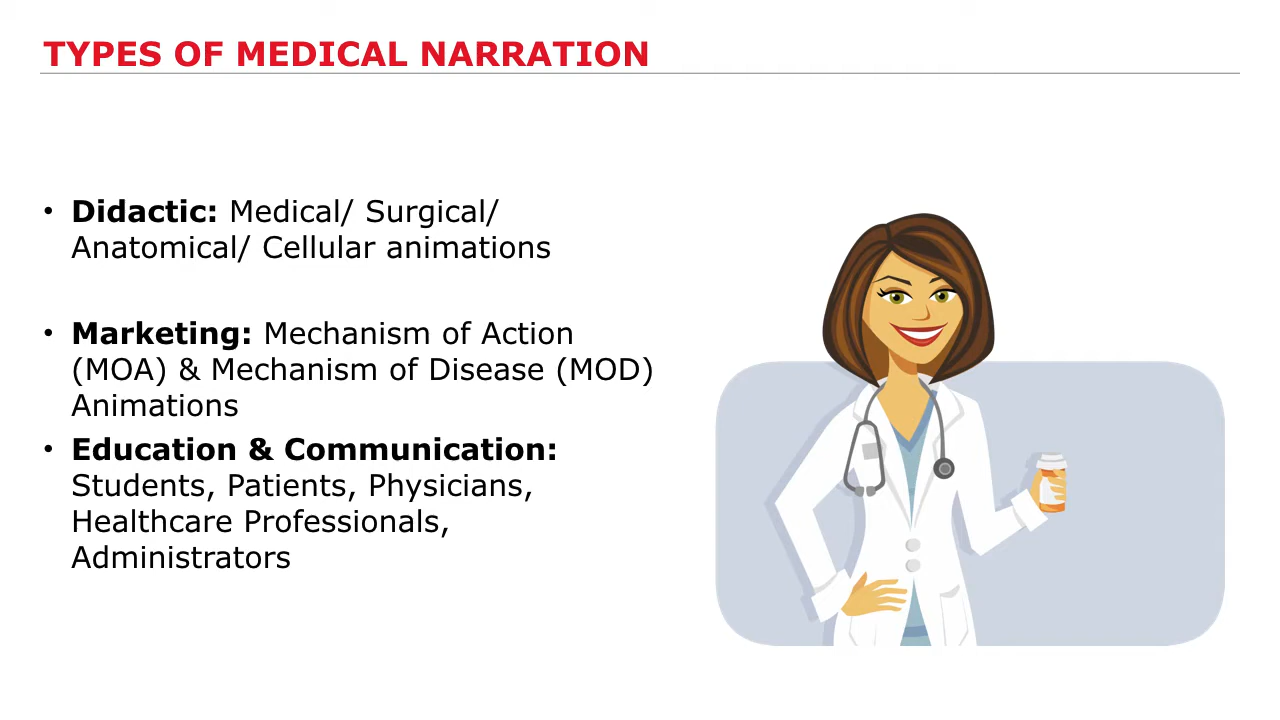 TYPES OF MEDICAL NARRATION
• Didactic: Medical/ Surgical/
Anatomical/ Cellular animations
• Marketing: Mechanism of Action
(MOA) & Mechanism of Disease (MOD)
Animations
• Education & Communication:
Students, Patients, Physicians,
Healthcare Professionals,
Administrators